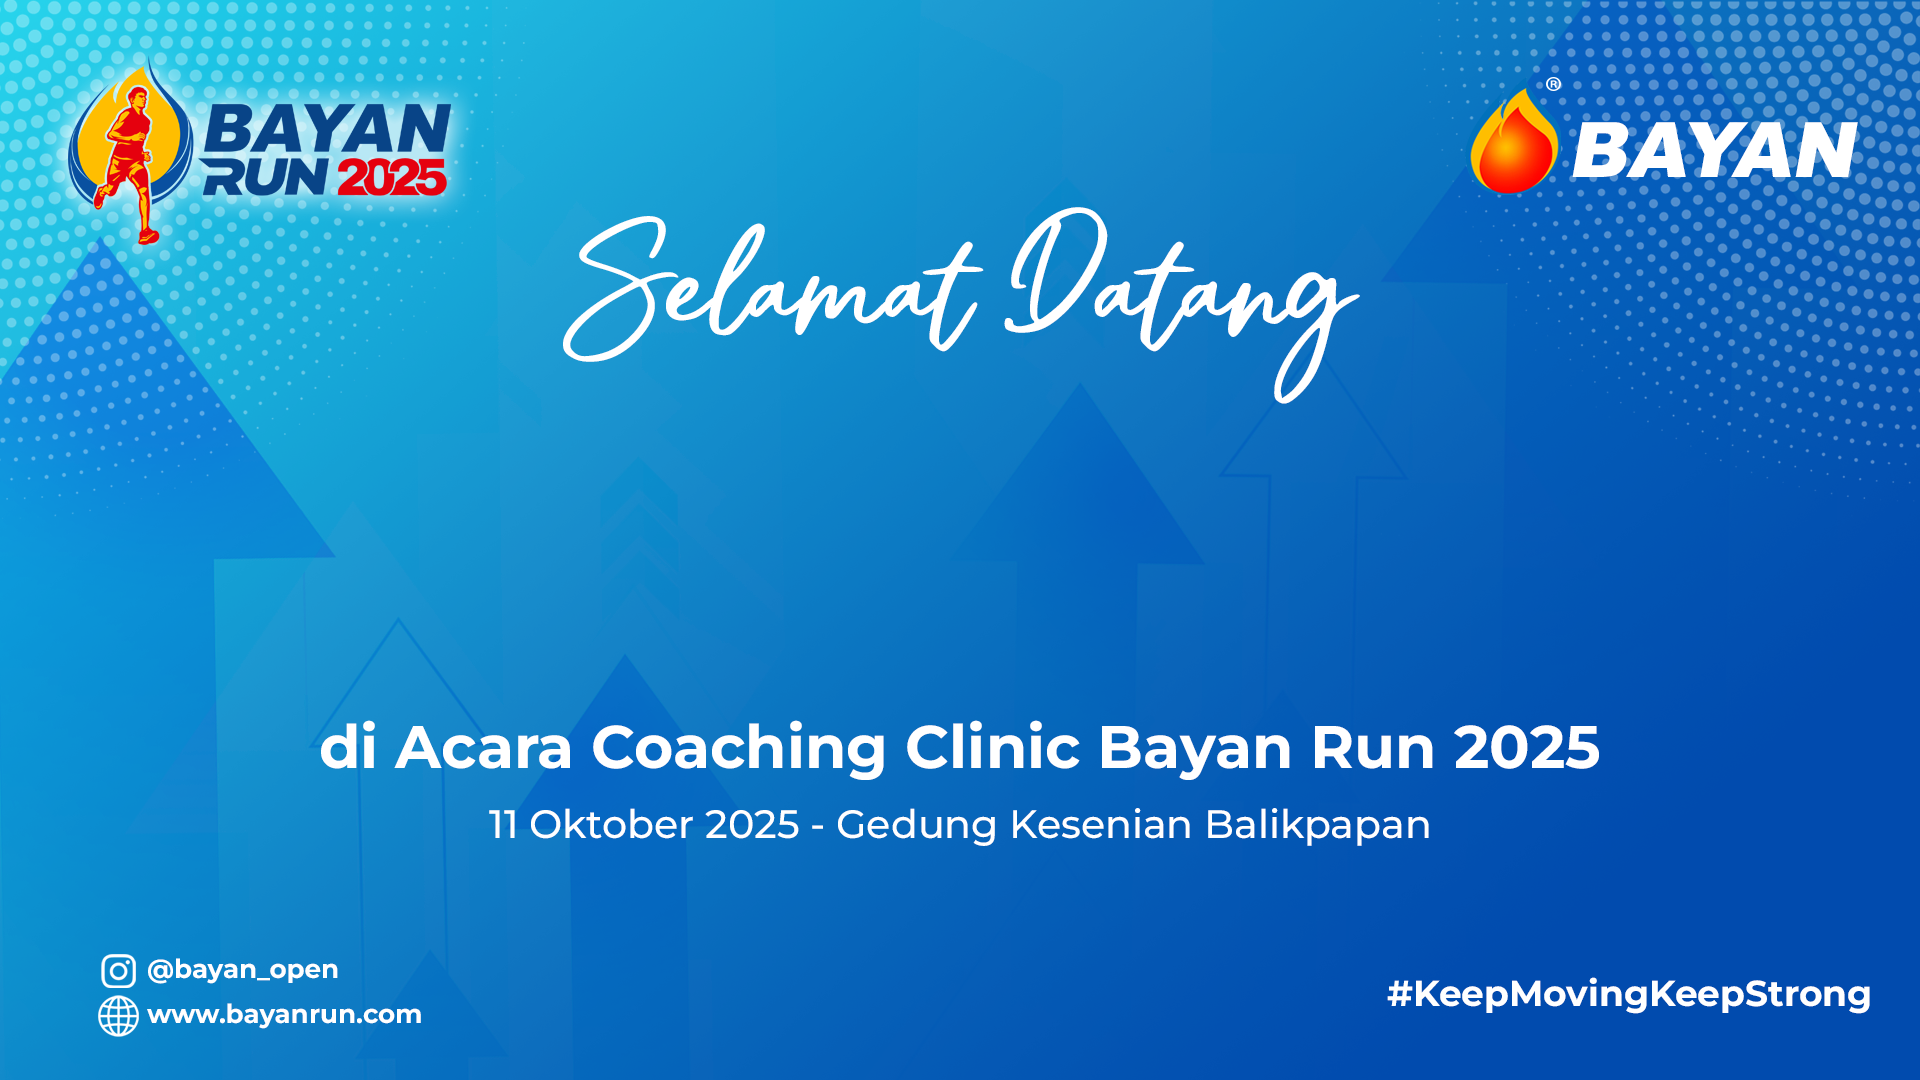 BAYAN
RUN 2025
®
BAYAN
Selamat Datang
di Acara Coaching Clinic Bayan Run 2025
11 Oktober 2025 - Gedung Kesenian Balikpapan
@bayan_open
www.bayanrun.com
#KeepMovingKeepStrong